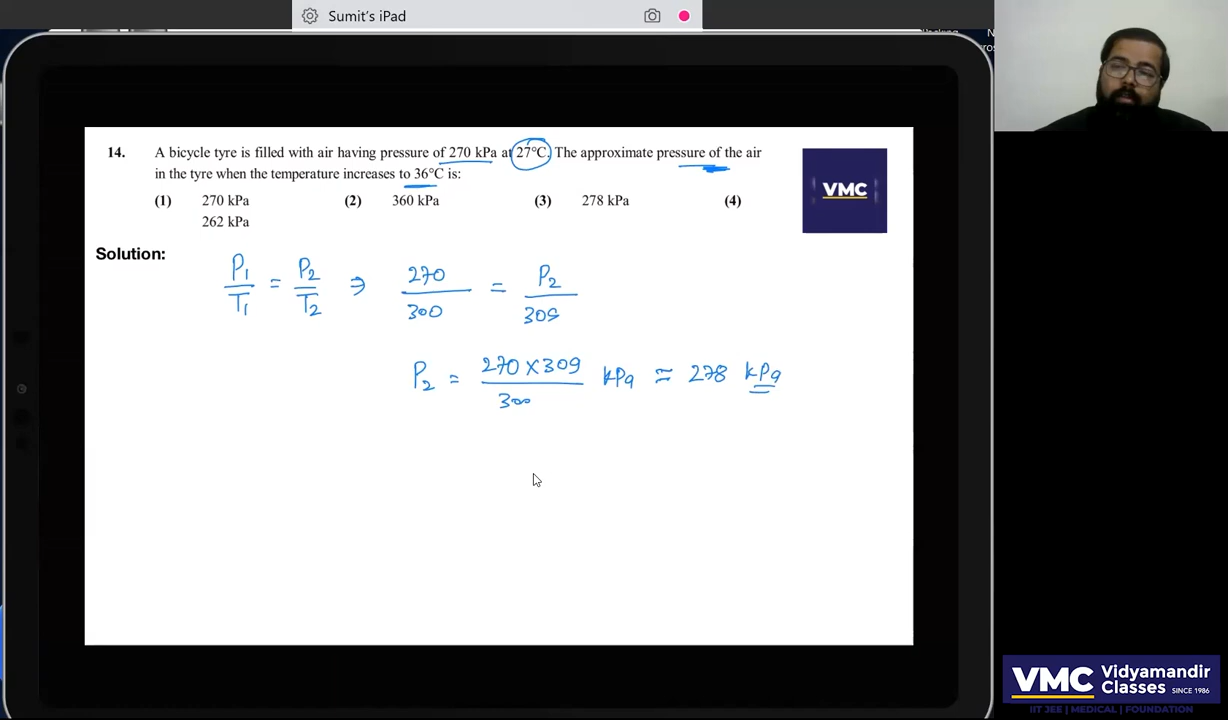 Sumit's iPad
14. A bicycle tyre is filled with air having pressure of 270 kPa at 27°C. The approximate pressure of the air
in the tyre when the temperature increases to 36°C is:
(1) 270 kPa (2) 360 kPa (3) 278 kPa (4)
262 kPa
VMC
Solution:
P1/T1 = P2/T2 ⇒ 270/300 = P2/309
P2 = 270×309/300 kPa ≈ 278 kPa
VMC Vidyamandir
Classes SINCE 1986
IIT JEE | MEDICAL | FOUNDATION